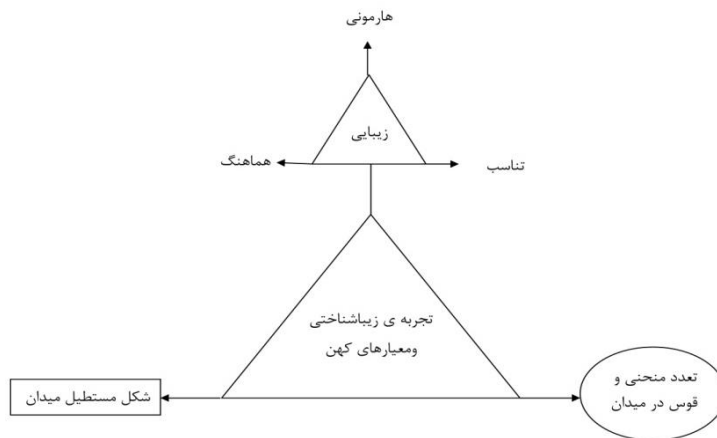 هارمونی
زیبایی
تناسب
هماهنگ
تجربه ی زیباشناختی
ومعیارهای کهن
تعدد منحنی و
قوس در میدان
شکل مستطیل میدان